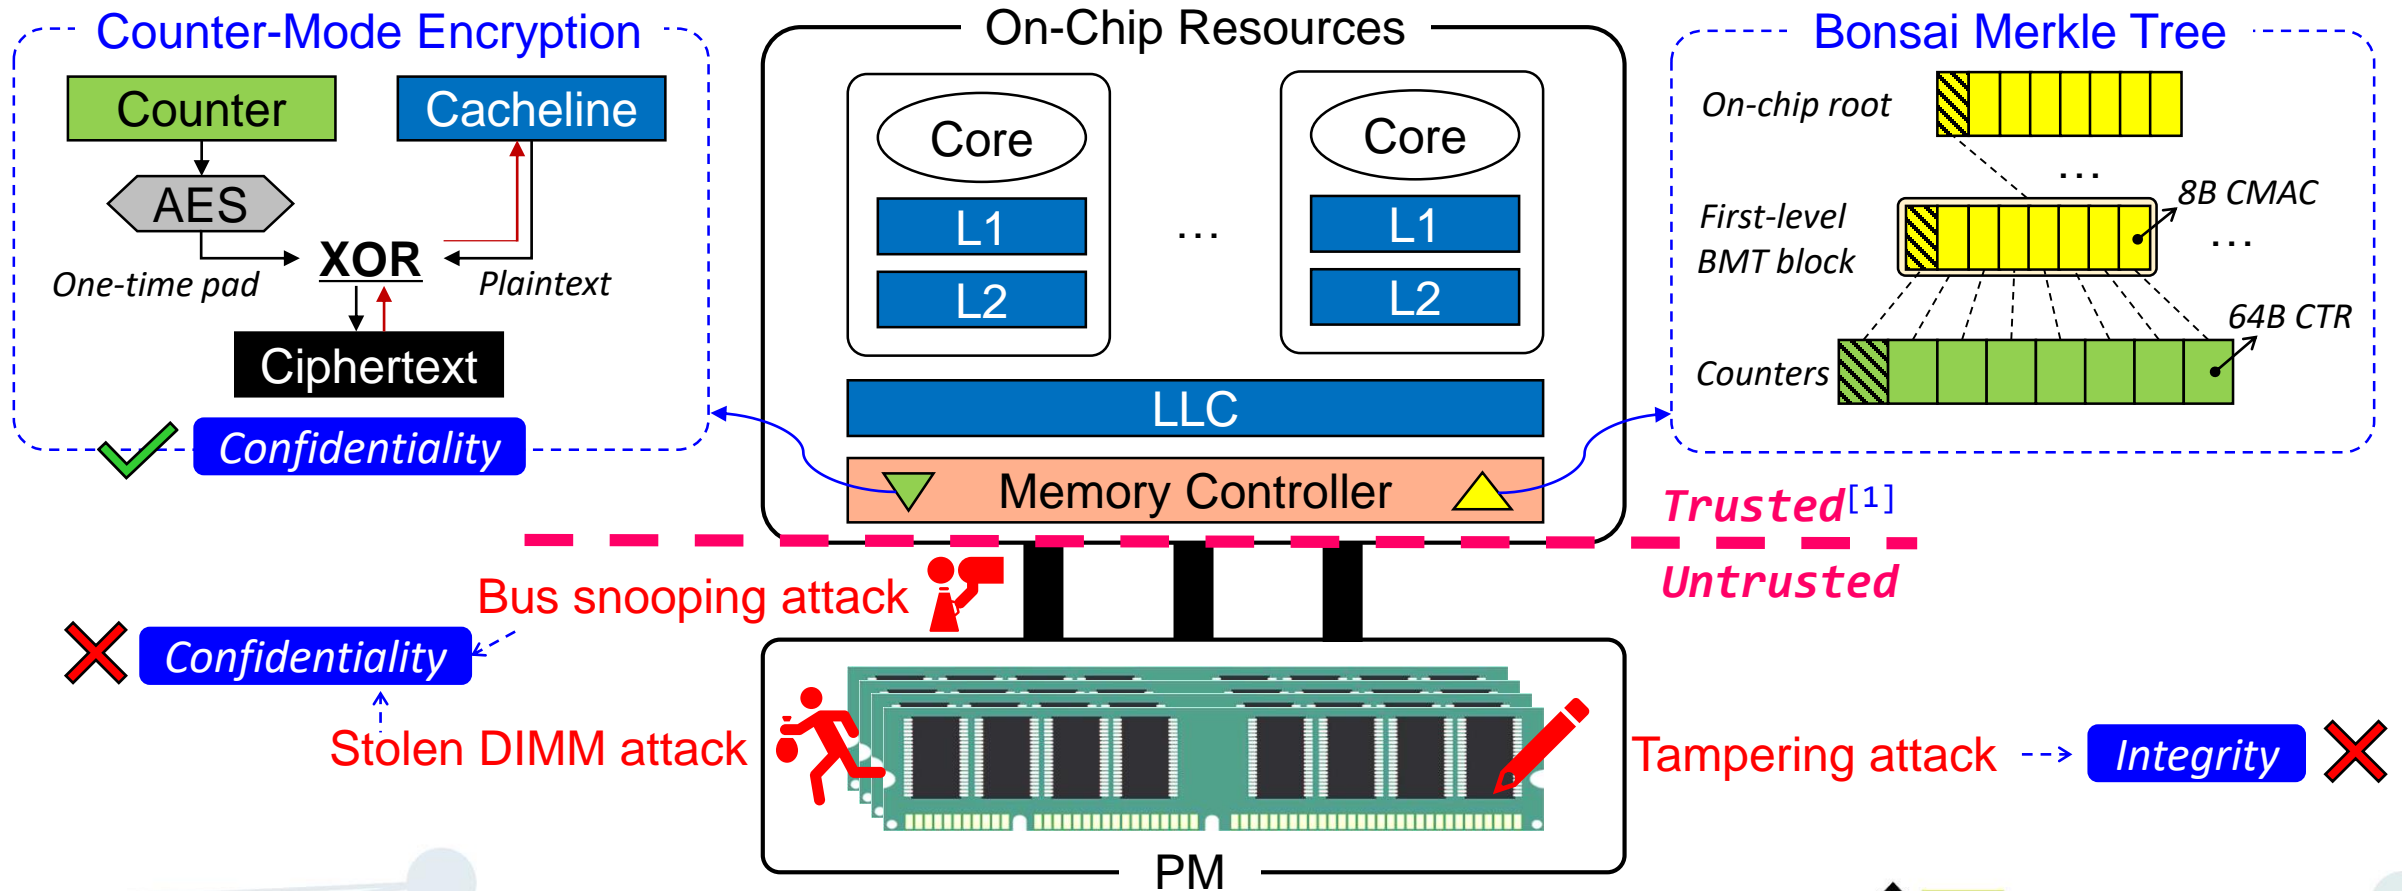 Counter-Mode Encryption
Counter
Cacheline
AES
XOR
One-time pad
Plaintext
Ciphertext
Confidentiality
On-Chip Resources
Core
L1
L2
...
Core
L1
L2
LLC
Memory Controller
Bonsai Merkle Tree
On-chip root
...
8B CMAC
First-level
BMT block
...
64B CTR
Counters
Trusted[1]
Untrusted
Bus snooping attack
Confidentiality
Stolen DIMM attack
Tampering attack
Integrity
PM